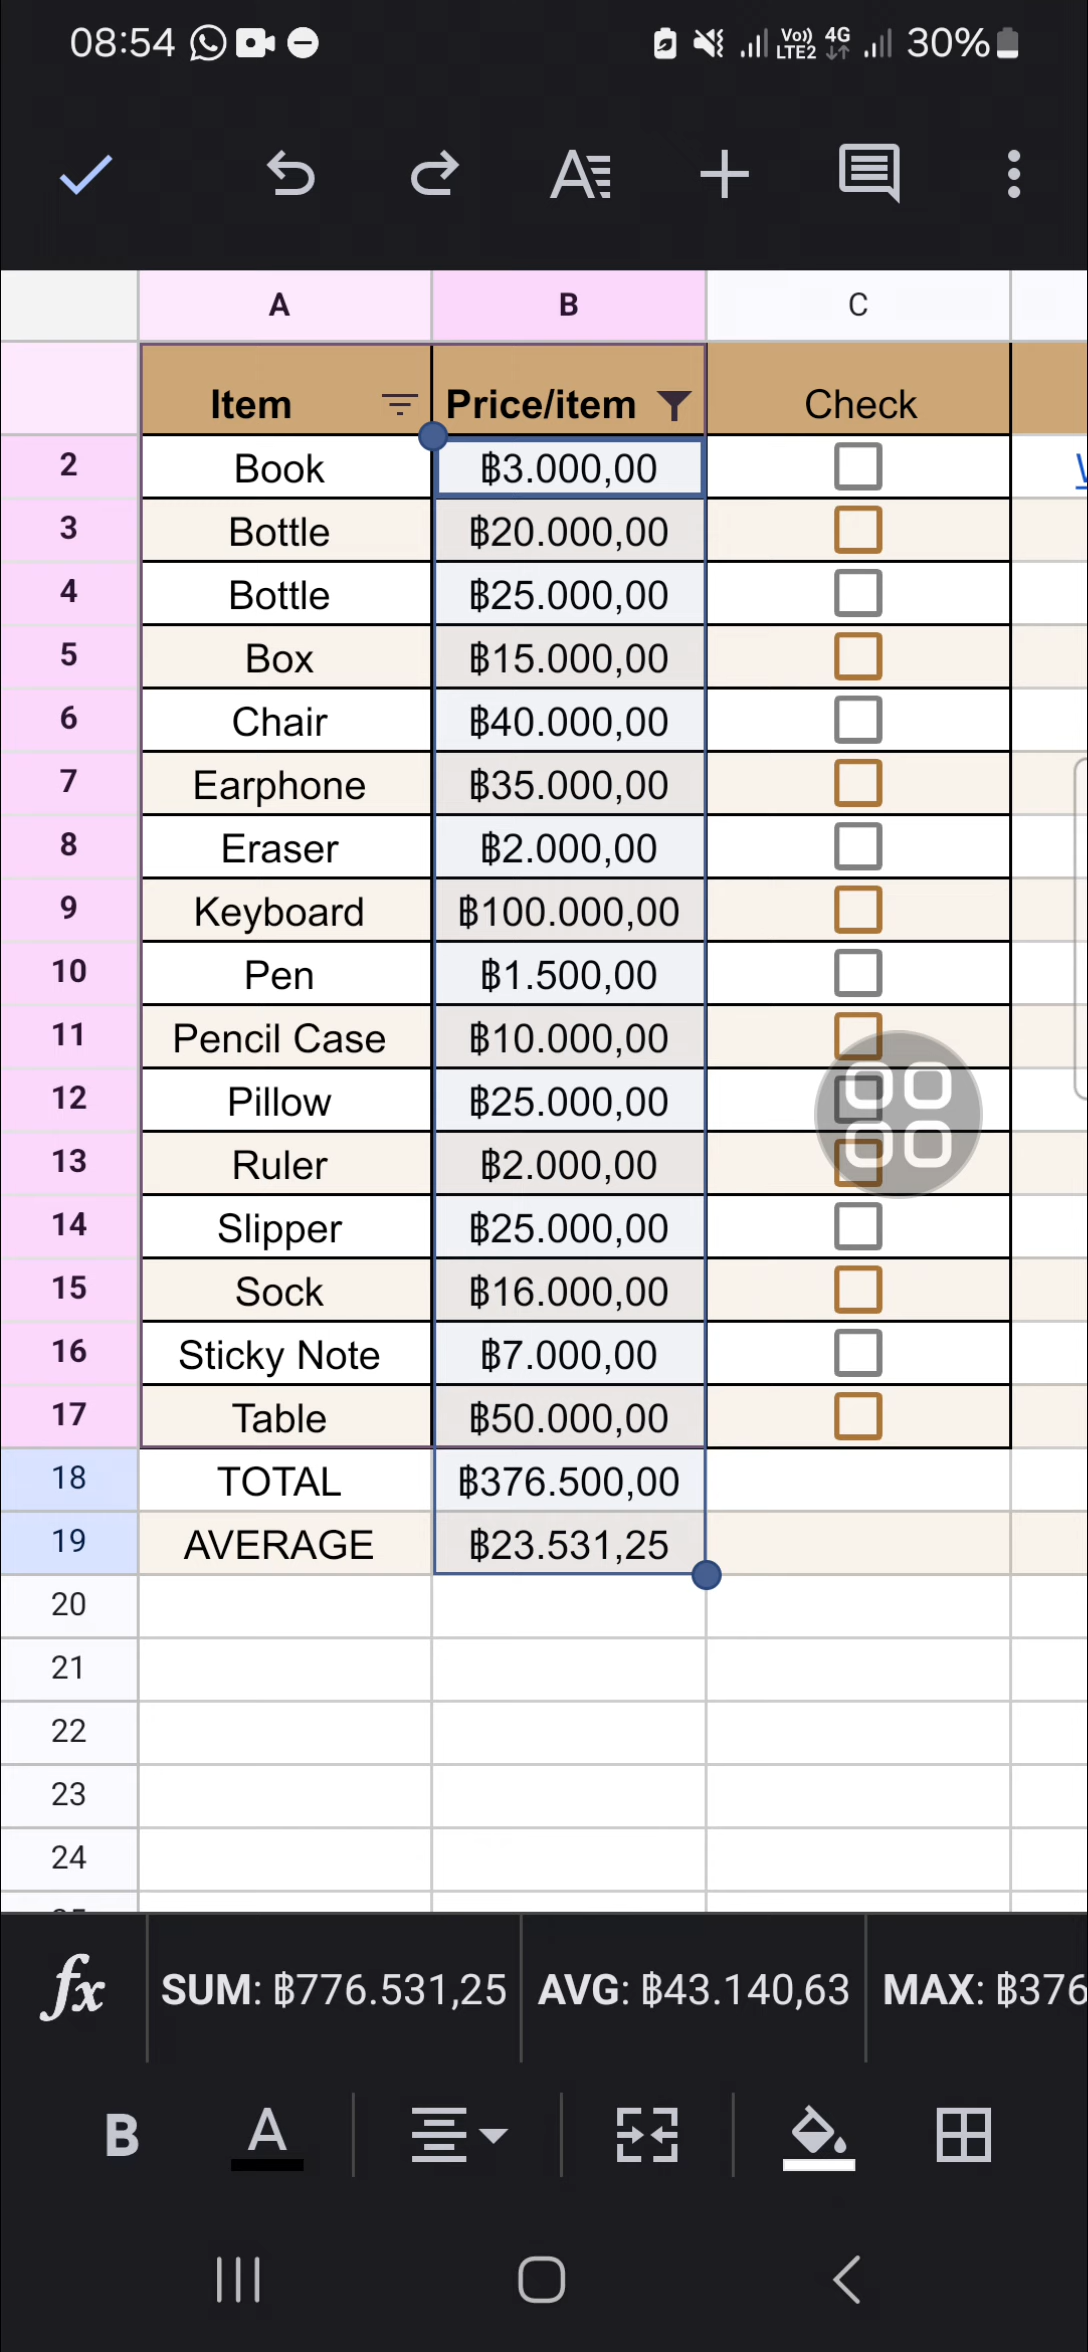 08:54 Vo)) LTE2 4G 30%
A B C
Item Price/item Check
2 Book ฿3.000,00
3 Bottle ฿20.000,00
4 Bottle ฿25.000,00
5 Box ฿15.000,00
6 Chair ฿40.000,00
7 Earphone ฿35.000,00
8 Eraser ฿2.000,00
9 Keyboard ฿100.000,00
10 Pen ฿1.500,00
11 Pencil Case ฿10.000,00
12 Pillow ฿25.000,00
13 Ruler ฿2.000,00
14 Slipper ฿25.000,00
15 Sock ฿16.000,00
16 Sticky Note ฿7.000,00
17 Table ฿50.000,00
18 TOTAL ฿376.500,00
19 AVERAGE ฿23.531,25
20
21
22
23
24
fx SUM: ฿776.531,25 AVG: ฿43.140,63 MAX: ฿376
B A